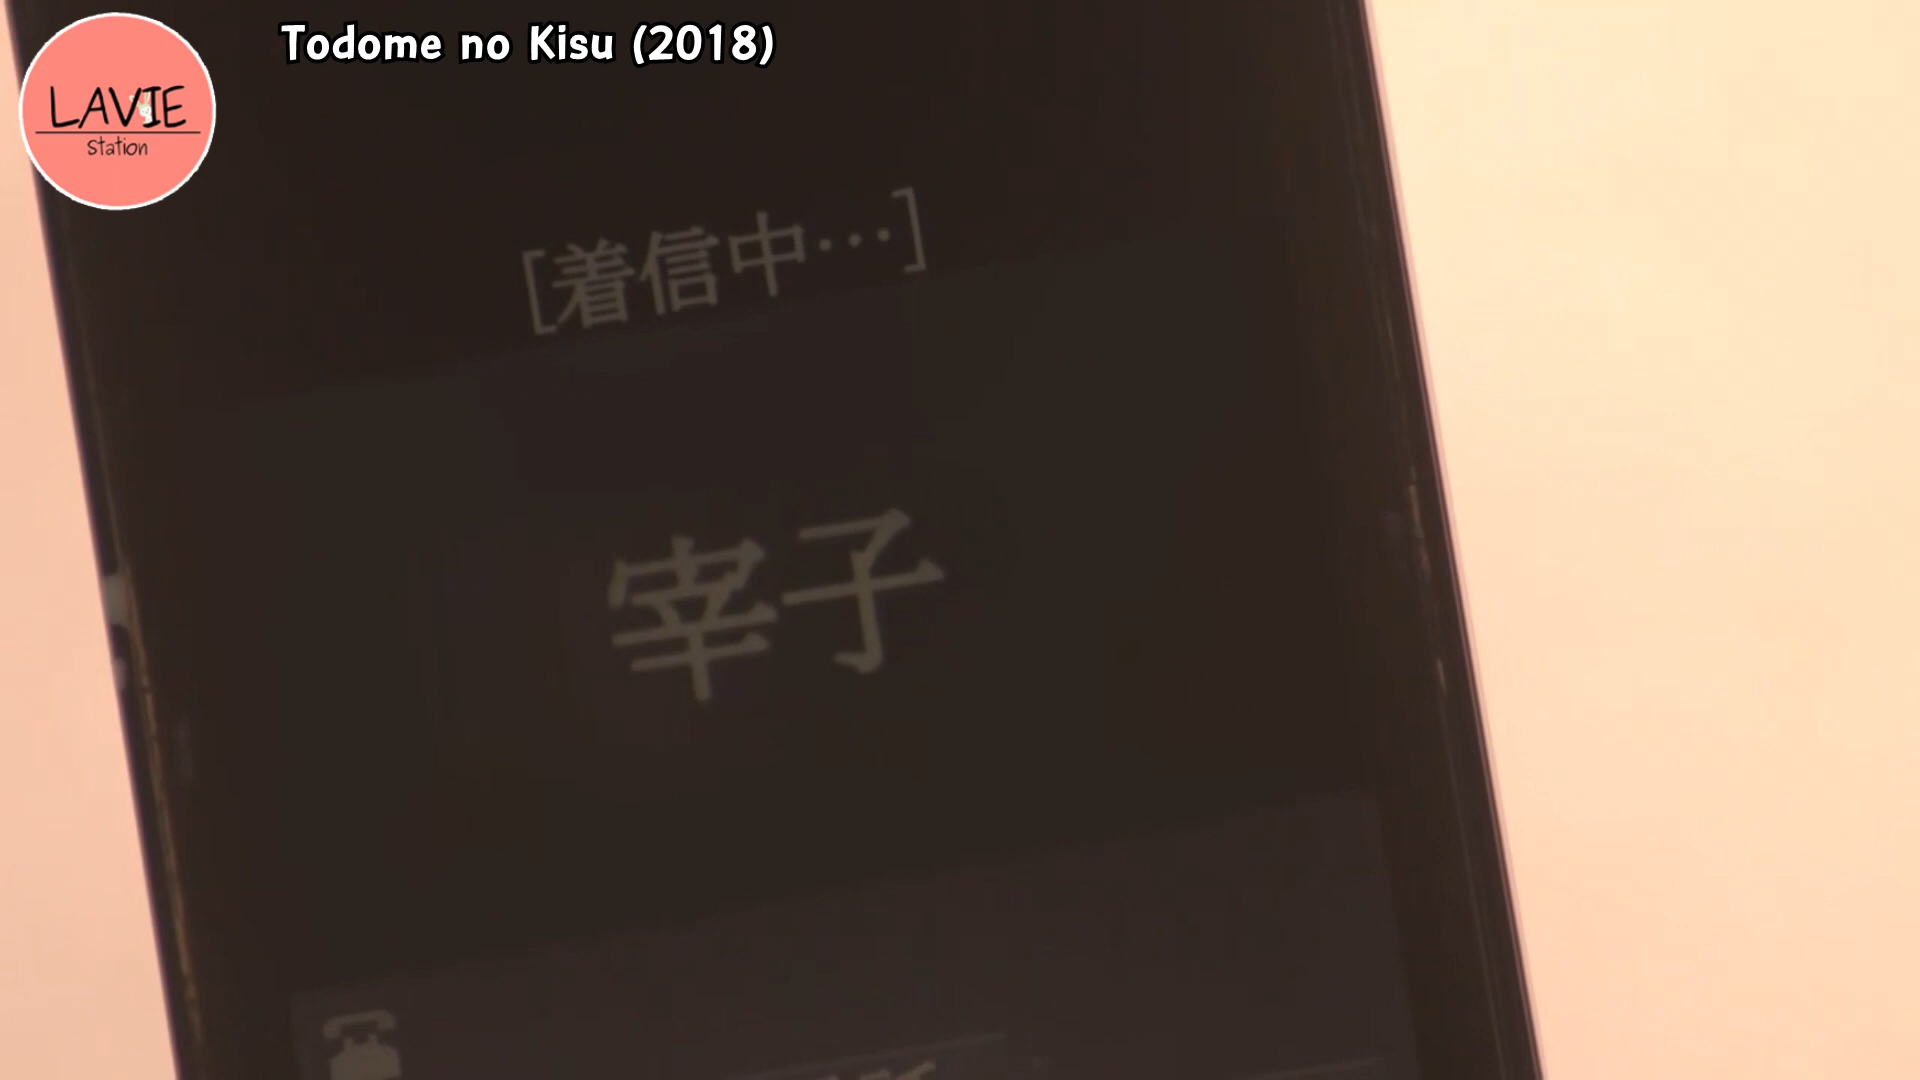 Todome no Kisu (2018)
LAVIE
Station
[着信中…]
宰子